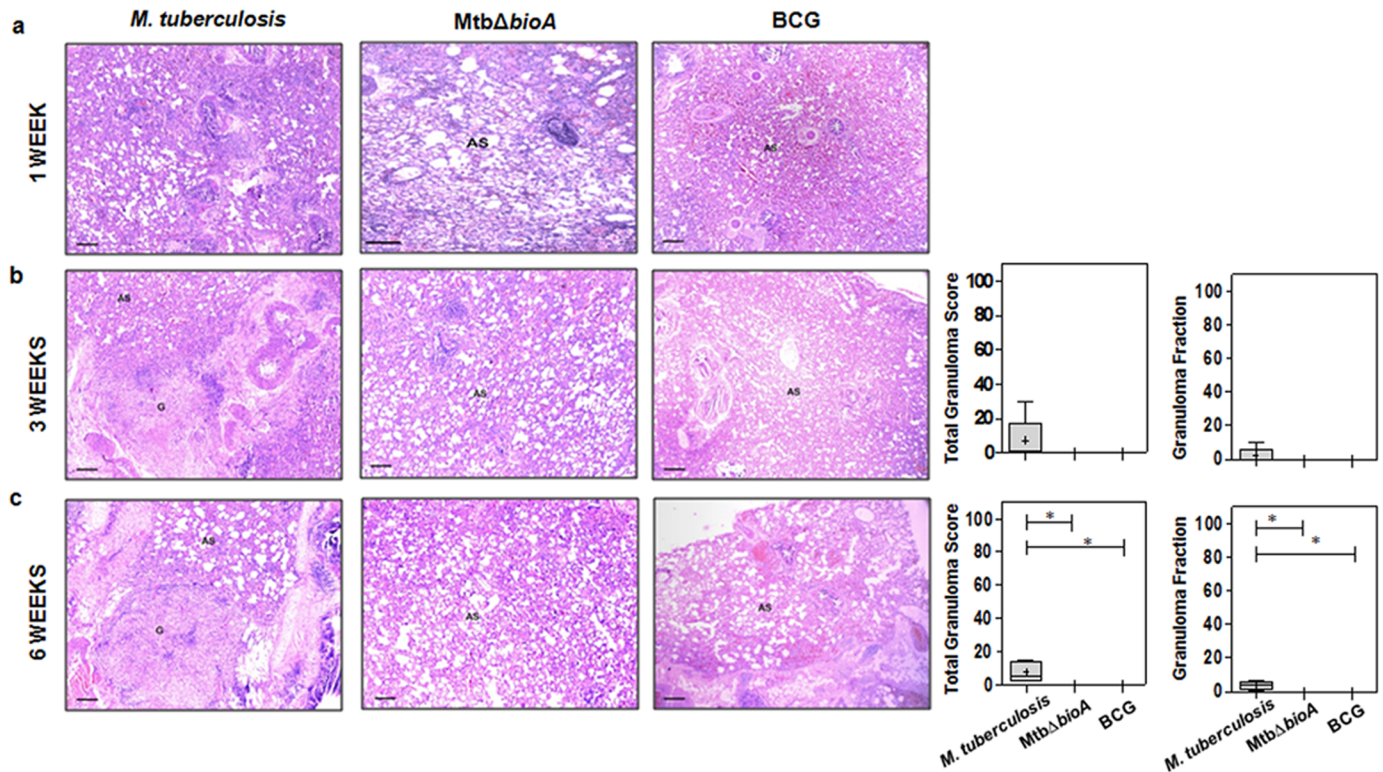 a
M. tuberculosis
MtbΔbioA
BCG
1 WEEK
AS
AS
b
3 WEEKS
AS
G
AS
AS
Total Granuloma Score
100
80
60
40
20
0
Granuloma Fraction
100
80
60
40
20
0
c
6 WEEKS
AS
G
AS
AS
Total Granuloma Score
100
80
60
40
20
0
*
*
M. tuberculosis
MtbΔbioA
BCG
Granuloma Fraction
100
80
60
40
20
0
*
*
M. tuberculosis
MtbΔbioA
BCG